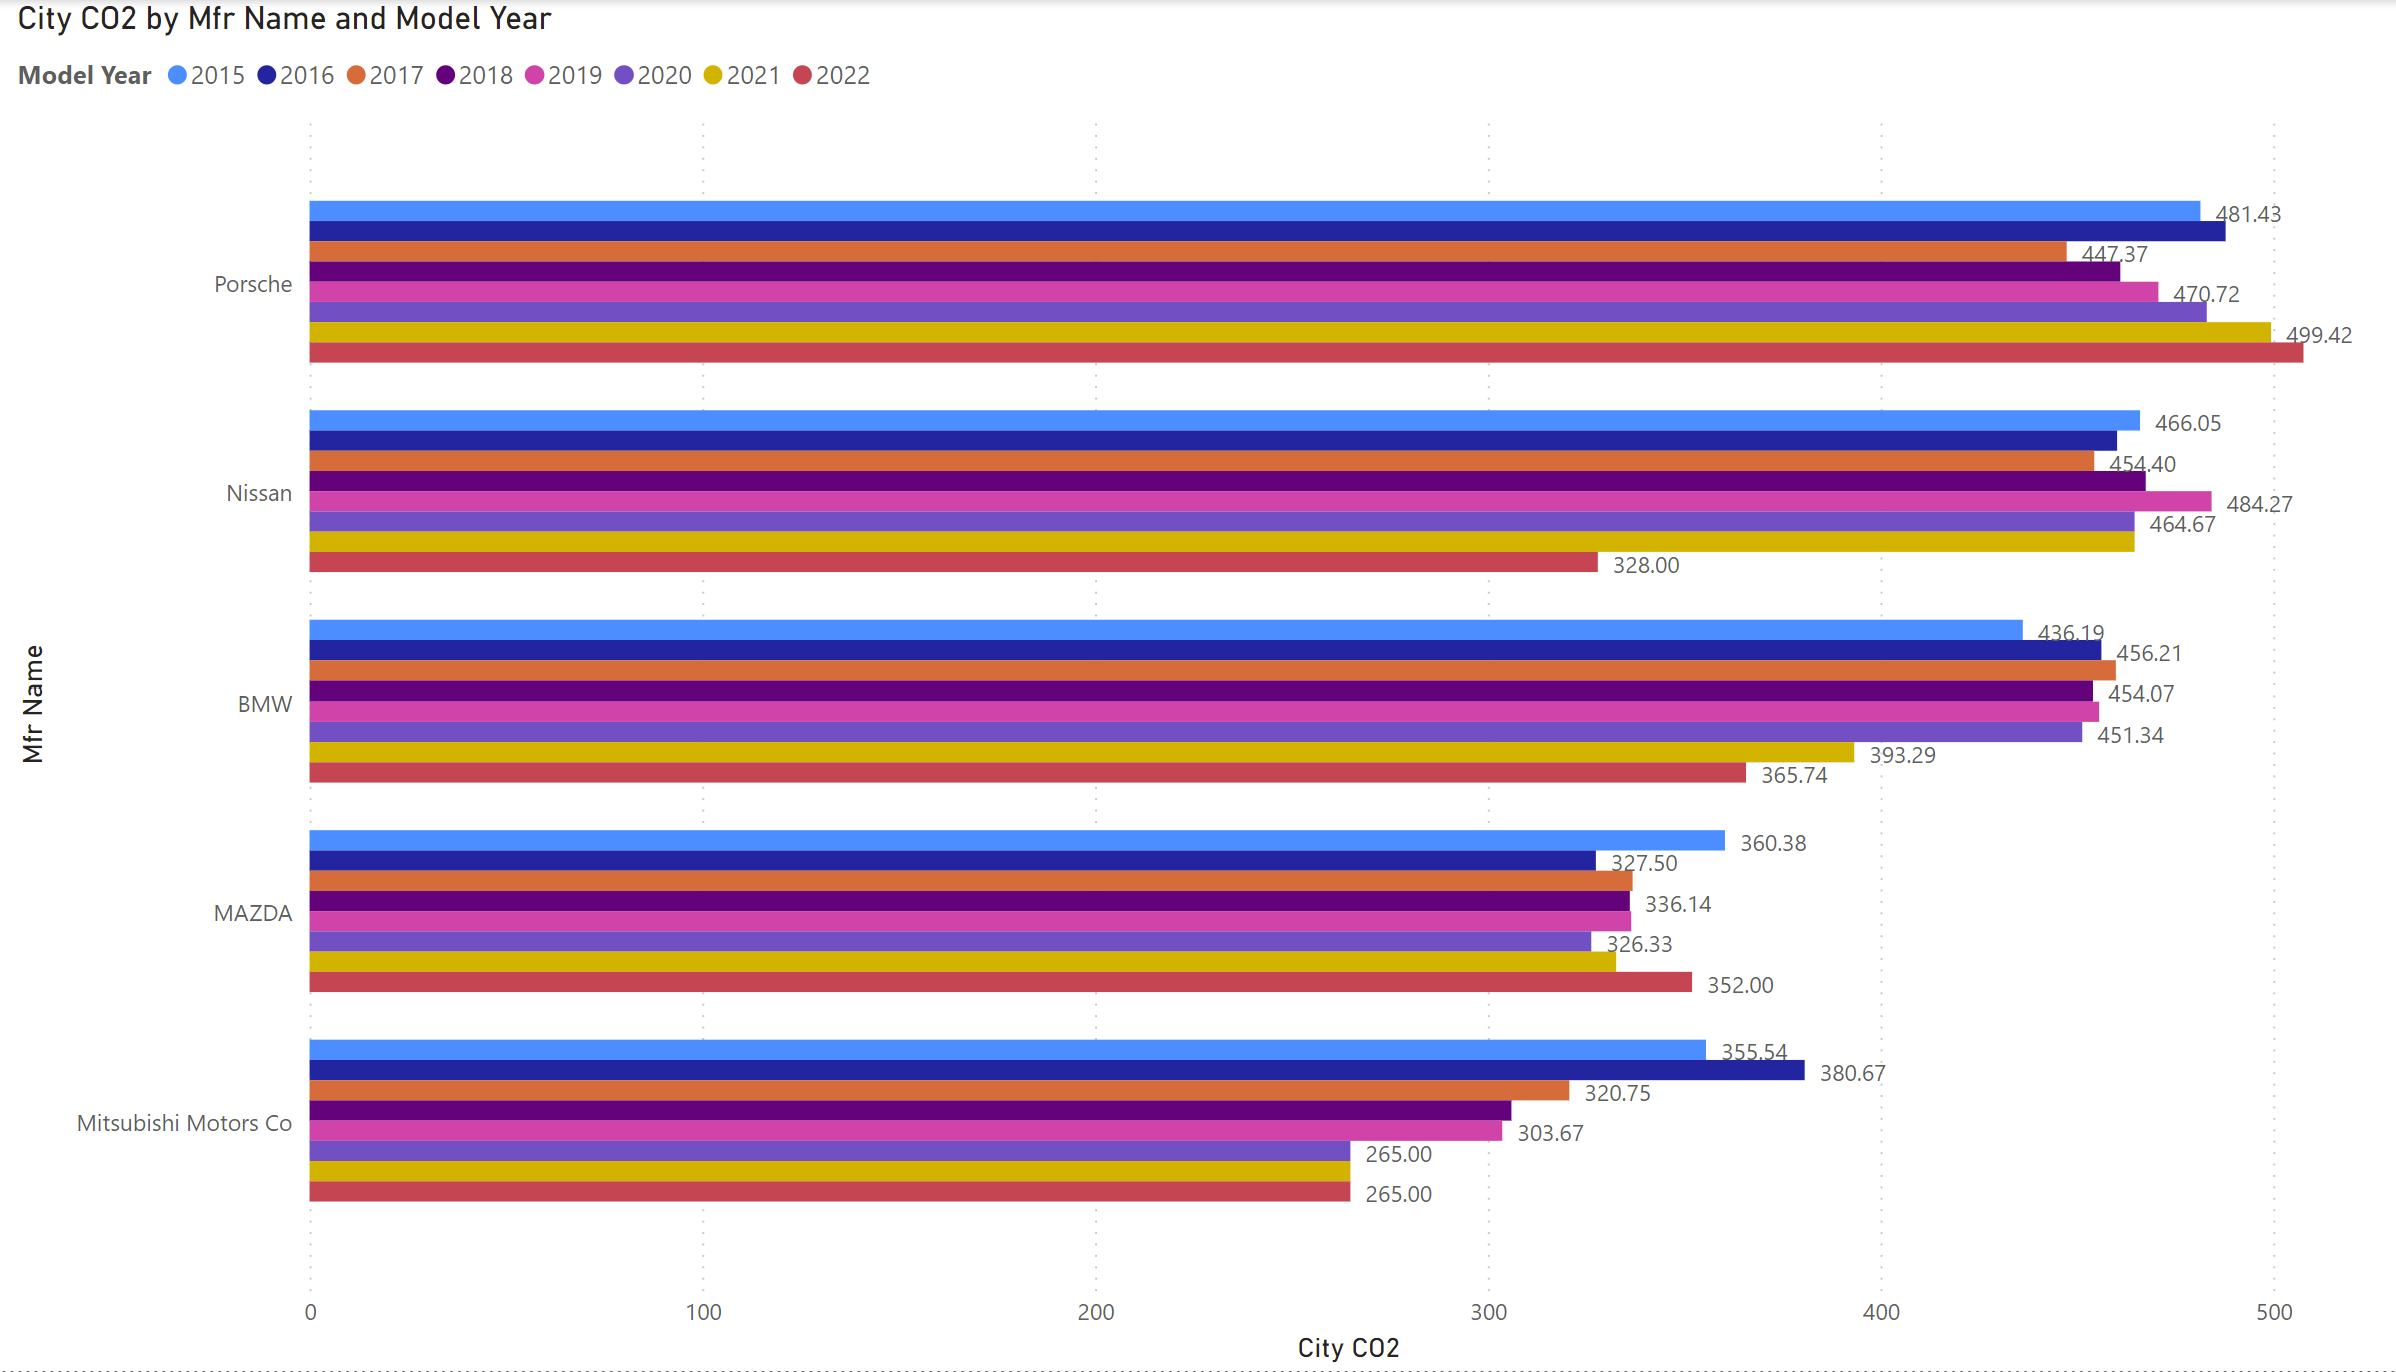 City CO2 by Mfr Name and Model Year
Model Year 2015 2016 2017 2018 2019 2020 2021 2022
481.43
447.37
Porsche
470.72
499.42
466.05
454.40
Nissan
484.27
464.67
328.00
436.19
456.21
454.07
BMW
451.34
393.29
365.74
Mfr Name
360.38
327.50
336.14
MAZDA
326.33
352.00
355.54
380.67
320.75
Mitsubishi Motors Co
303.67
265.00
265.00
0 100 200 300 400 500
City CO2